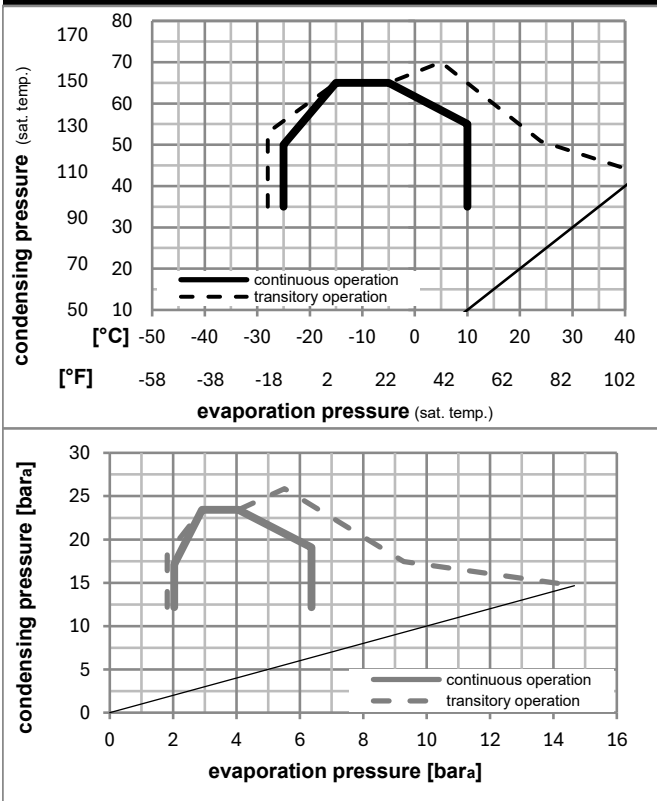 170
150
130
110
90
70
50
80
70
60
50
40
30
20
10
condensing pressure (sat. temp.)
continuous operation
transitory operation
[°C] -50 -40 -30 -20 -10 0 10 20 30 40
[°F] -58 -38 -18 2 22 42 62 82 102
evaporation pressure (sat. temp.)
condensing pressure [bara]
30
25
20
15
10
5
0
continuous operation
transitory operation
0 2 4 6 8 10 12 14 16
evaporation pressure [bara]